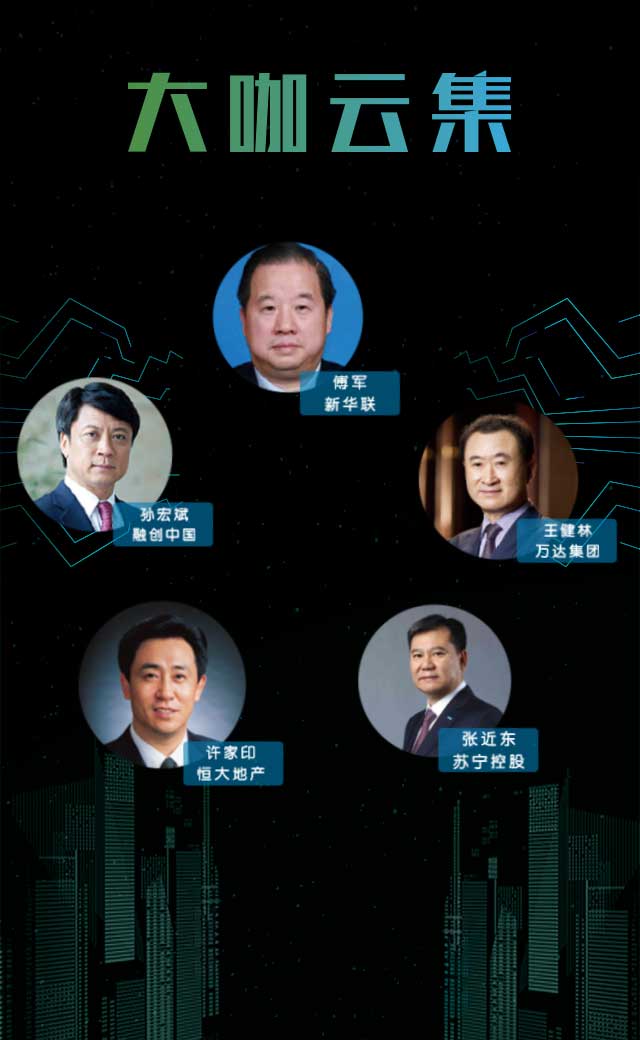 大咖云集
傅军
新华联
孙宏斌
融创中国
王健林
万达集团
许家印
恒大地产
张近东
苏宁控股